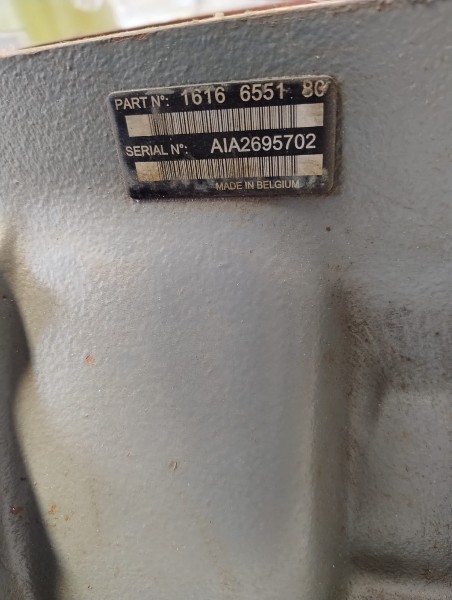 PART Nº: 1616 6551 80
SERIAL Nº: AIA2695702
MADE IN BELGIUM